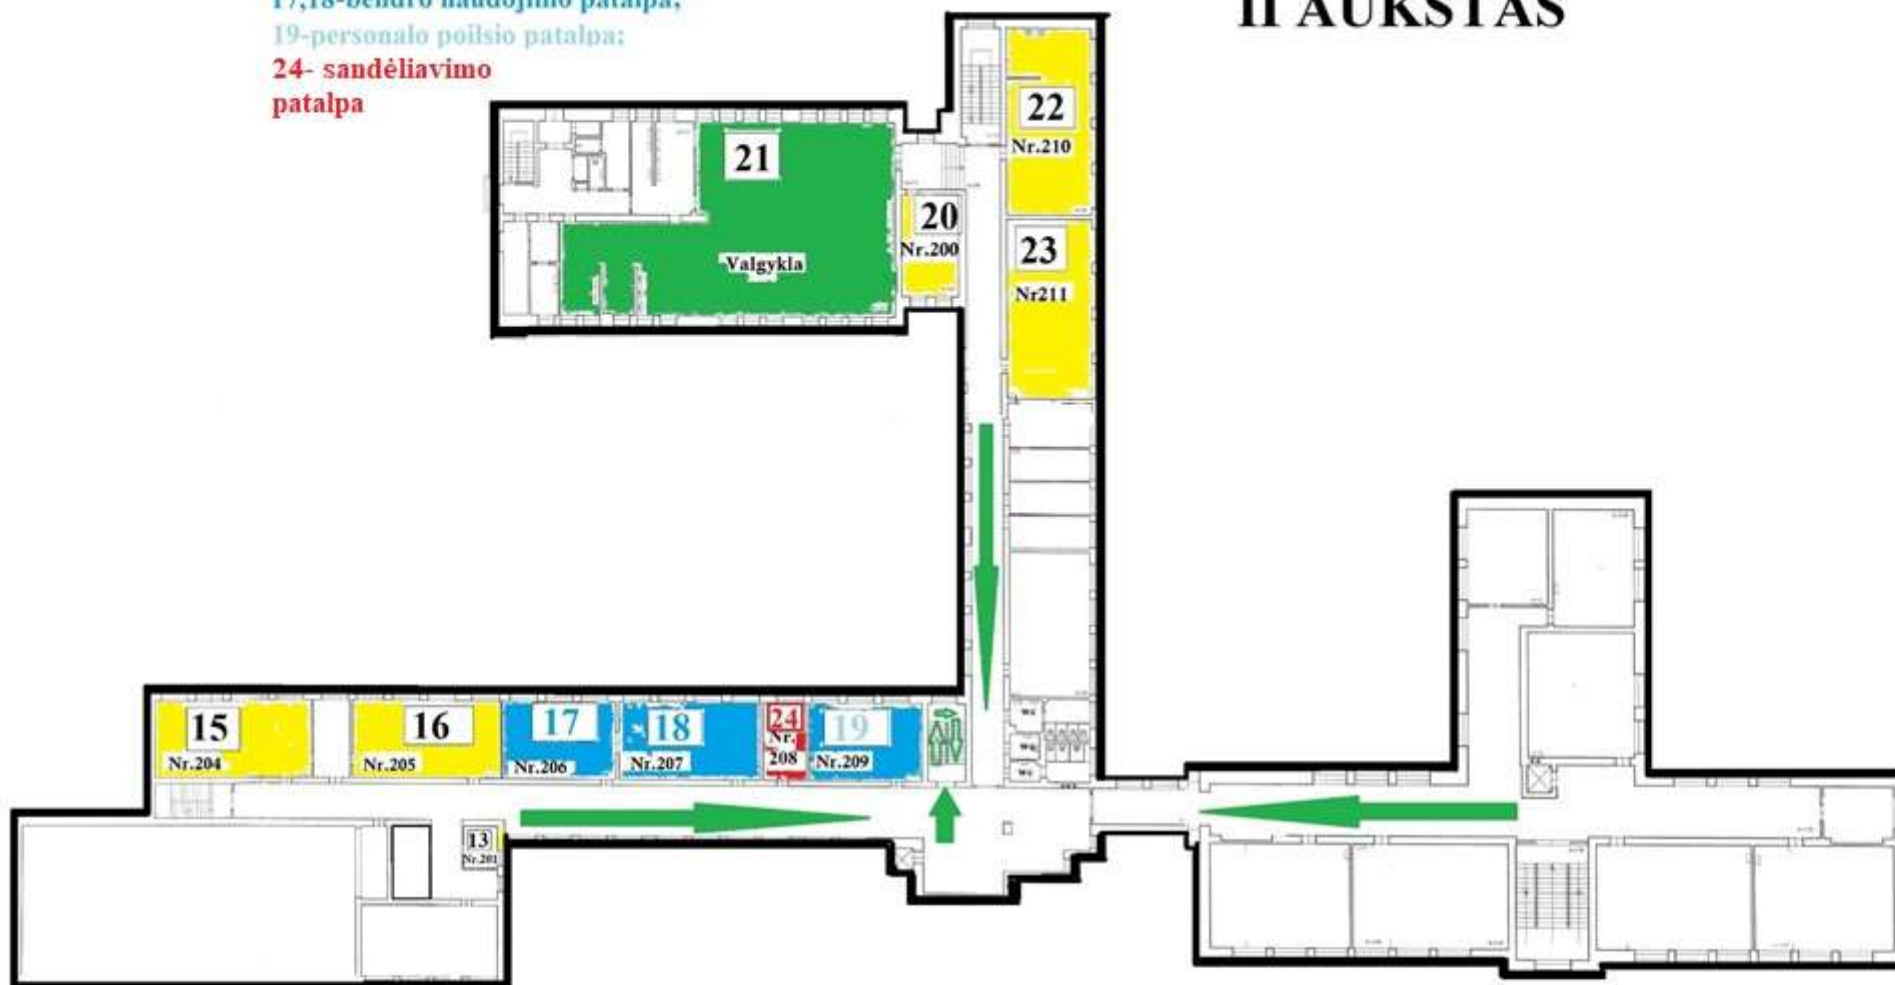 17,18-bendro naudojimo patalpa;
II AUKŠTAS
19-personalo poilsio patalpa;
24- sandėliavimo
patalpa
22
Nr.210
21
20
Nr.200
23
Nr211
Valgykla
15
Nr.204
16
Nr.205
17
Nr.206
18
Nr.207
24
Nr.
208
19
Nr.209
13
Nr.201